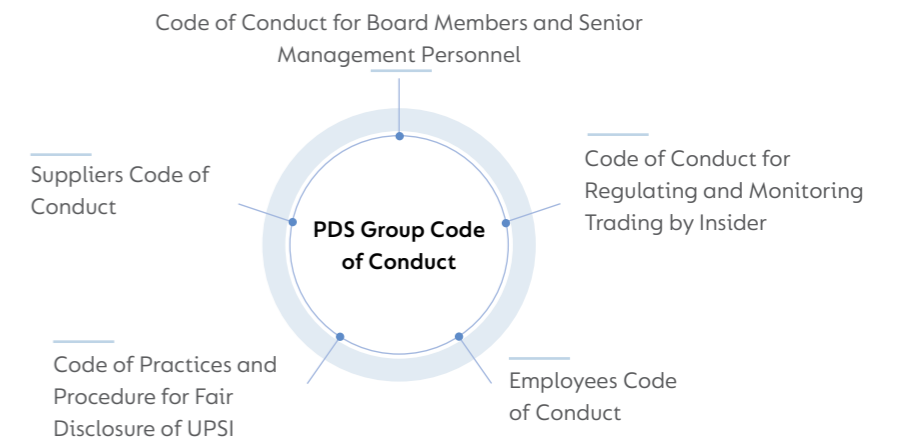 Code of Conduct for Board Members and Senior
Management Personnel
Suppliers Code of
Conduct
Code of Conduct for
Regulating and Monitoring
Trading by Insider
PDS Group Code
of Conduct
Code of Practices and
Procedure for Fair
Disclosure of UPSI
Employees Code
of Conduct